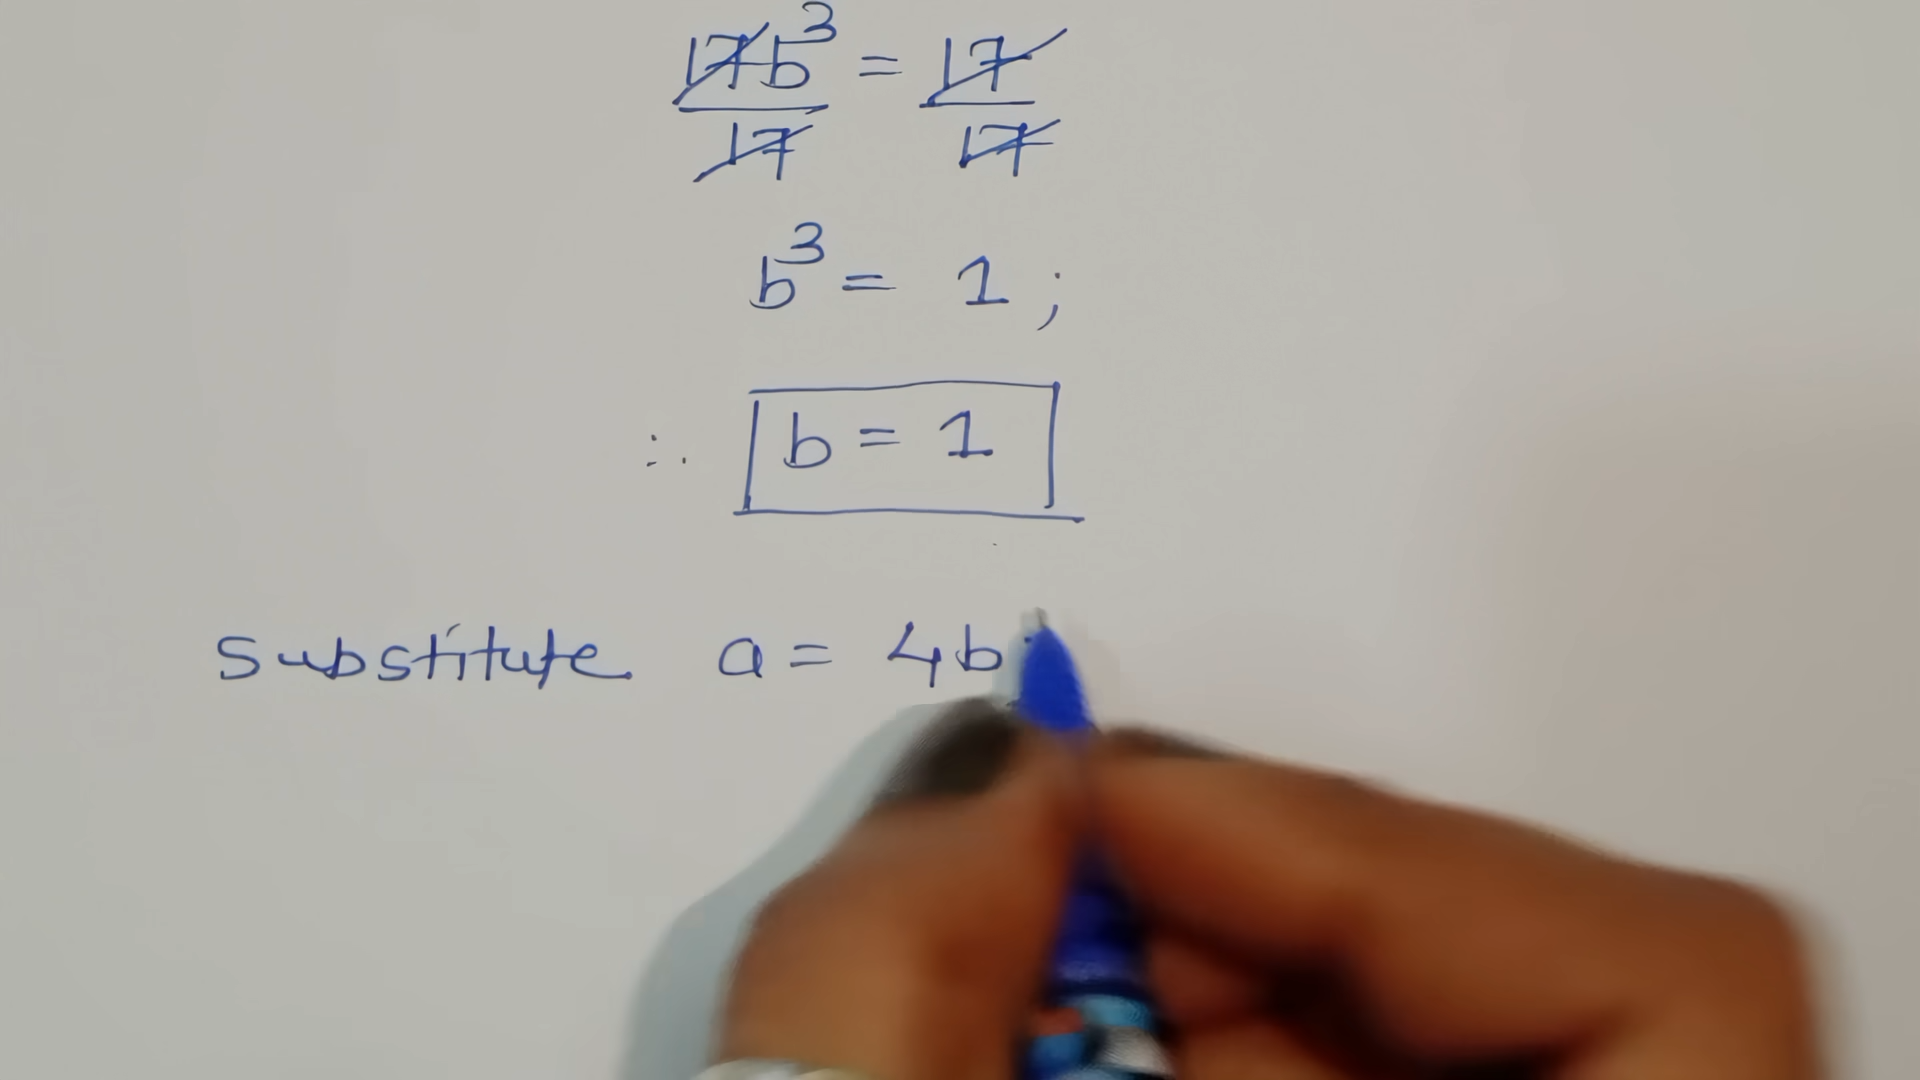 17b³ = 17
17 17
b³ = 1 ;
∴ b = 1
Substitute a = 4b